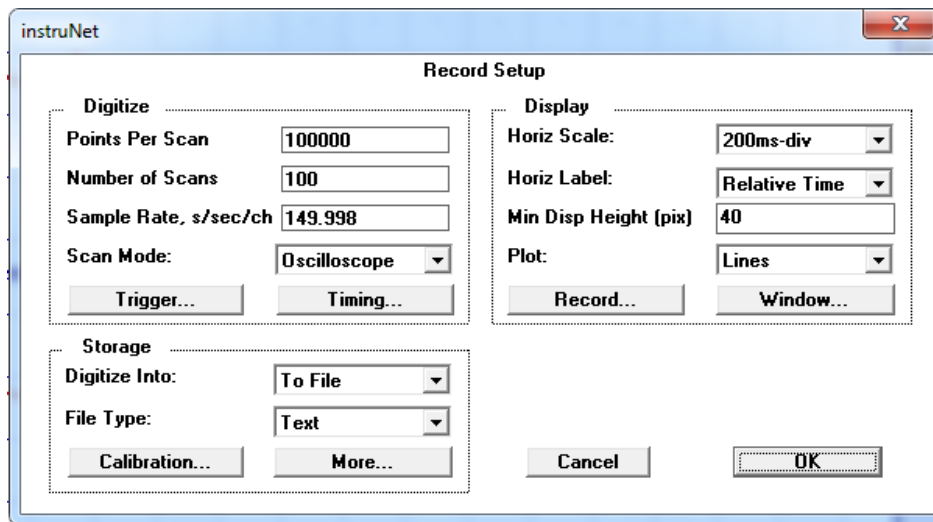 instruNet
X
Record Setup
Digitize
Points Per Scan 100000
Number of Scans 100
Sample Rate, s/sec/ch 149.998
Scan Mode: Oscilloscope
Trigger... Timing...
Display
Horiz Scale: 200ms-div
Horiz Label: Relative Time
Min Disp Height (pix) 40
Plot: Lines
Record... Window...
Storage
Digitize Into: To File
File Type: Text
Calibration... More...
Cancel OK